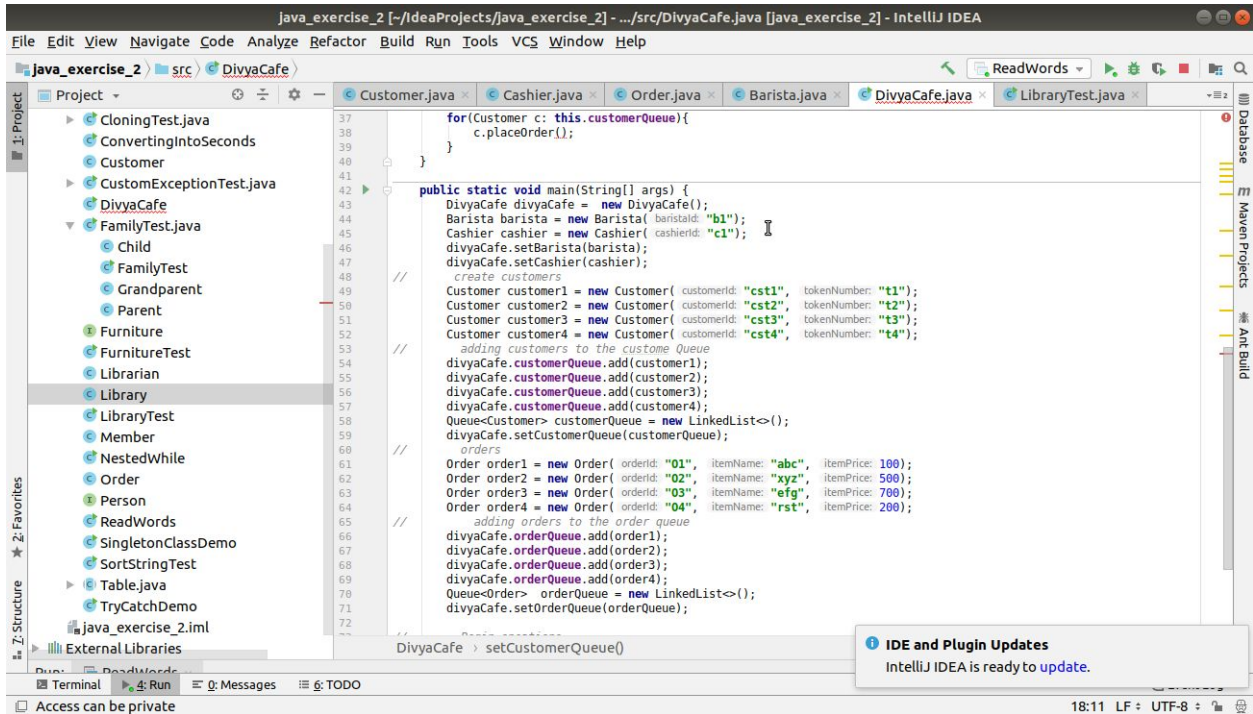 java_exercise_2 [~/IdeaProjects/java_exercise_2] - .../src/DivyaCafe.java [java_exercise_2] - IntelliJ IDEA
File Edit View Navigate Code Analyze Refactor Build Run Tools VCS Window Help
java_exercise_2 src DivyaCafe ReadWords
Project Customer.java Cashier.java Order.java Barista.java DivyaCafe.java LibraryTest.java
1: Project
2: Favorites
7: Structure
CloningTest.java
ConvertingIntoSeconds
Customer
CustomExceptionTest.java
DivyaCafe
FamilyTest.java
Child
FamilyTest
Grandparent
Parent
Furniture
FurnitureTest
Librarian
Library
LibraryTest
Member
NestedWhile
Order
Person
ReadWords
SingletonClassDemo
SortStringTest
Table.java
TryCatchDemo
java_exercise_2.iml
External Libraries
37 for(Customer c: this.customerQueue){
38 c.placeOrder();
39 }
40 }
41
42 public static void main(String[] args) {
43 DivyaCafe divyaCafe = new DivyaCafe();
44 Barista barista = new Barista( baristaId: "b1");
45 Cashier cashier = new Cashier( cashierId: "c1");
46 divyaCafe.setBarista(barista);
47 divyaCafe.setCashier(cashier);
48 // create customers
49 Customer customer1 = new Customer( customerId: "cst1", tokenNumber: "t1");
50 Customer customer2 = new Customer( customerId: "cst2", tokenNumber: "t2");
51 Customer customer3 = new Customer( customerId: "cst3", tokenNumber: "t3");
52 Customer customer4 = new Customer( customerId: "cst4", tokenNumber: "t4");
53 // adding customers to the custome Queue
54 divyaCafe.customerQueue.add(customer1);
55 divyaCafe.customerQueue.add(customer2);
56 divyaCafe.customerQueue.add(customer3);
57 divyaCafe.customerQueue.add(customer4);
58 Queue<Customer> customerQueue = new LinkedList<>();
59 divyaCafe.setCustomerQueue(customerQueue);
60 // orders
61 Order order1 = new Order( orderId: "O1", itemName: "abc", itemPrice: 100);
62 Order order2 = new Order( orderId: "O2", itemName: "xyz", itemPrice: 500);
63 Order order3 = new Order( orderId: "O3", itemName: "efg", itemPrice: 700);
64 Order order4 = new Order( orderId: "O4", itemName: "rst", itemPrice: 200);
65 // adding orders to the order queue
66 divyaCafe.orderQueue.add(order1);
67 divyaCafe.orderQueue.add(order2);
68 divyaCafe.orderQueue.add(order3);
69 divyaCafe.orderQueue.add(order4);
70 Queue<Order> orderQueue = new LinkedList<>();
71 divyaCafe.setOrderQueue(orderQueue);
72
DivyaCafe setCustomerQueue()
Database
Maven Projects
Ant Build
IDE and Plugin Updates
IntelliJ IDEA is ready to update.
Run: ReadWords
Terminal 4: Run 0: Messages 6: TODO
Access can be private 18:11 LF UTF-8